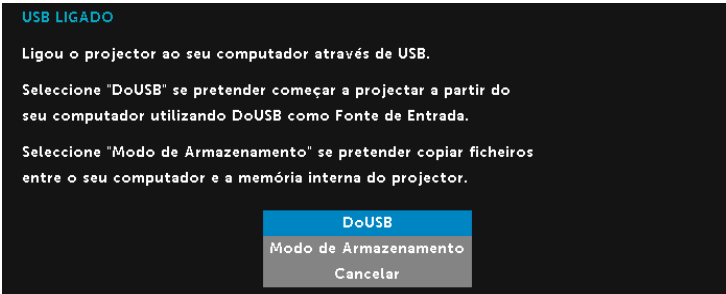 USB LIGADO
Ligou o projector ao seu computador através de USB.
Seleccione "DoUSB" se pretender começar a projectar a partir do
seu computador utilizando DoUSB como Fonte de Entrada.
Seleccione "Modo de Armazenamento" se pretender copiar ficheiros
entre o seu computador e a memória interna do projector.
DoUSB
Modo de Armazenamento
Cancelar